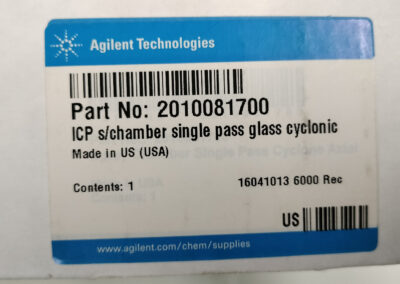 Agilent Technologies
Part No: 2010081700
ICP s/chamber single pass glass cyclonic
Made in US (USA)
Contents: 1
16041013 6000 Rec
US
www.agilent.com/chem/supplies